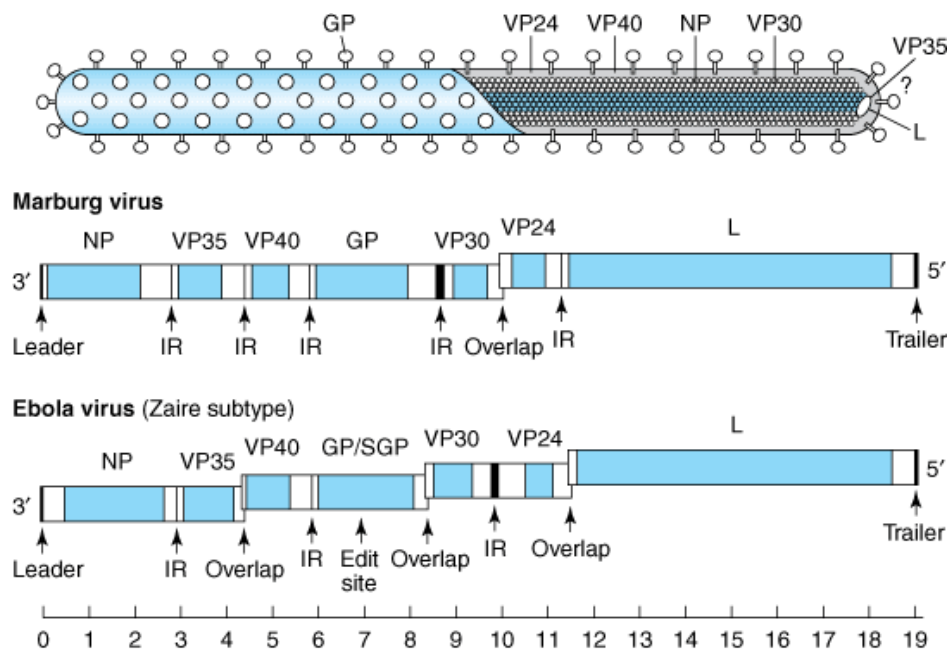 GP VP24 VP40 NP VP30
VP35
?
L
Marburg virus
NP VP35 VP40 GP VP30 VP24 L
3′ 5′
Leader IR IR IR IR Overlap IR Trailer
Ebola virus (Zaire subtype)
NP VP35 VP40 GP/SGP VP30 VP24 L
3′ 5′
Leader IR Overlap IR Edit site Overlap IR Overlap Trailer
0 1 2 3 4 5 6 7 8 9 10 11 12 13 14 15 16 17 18 19